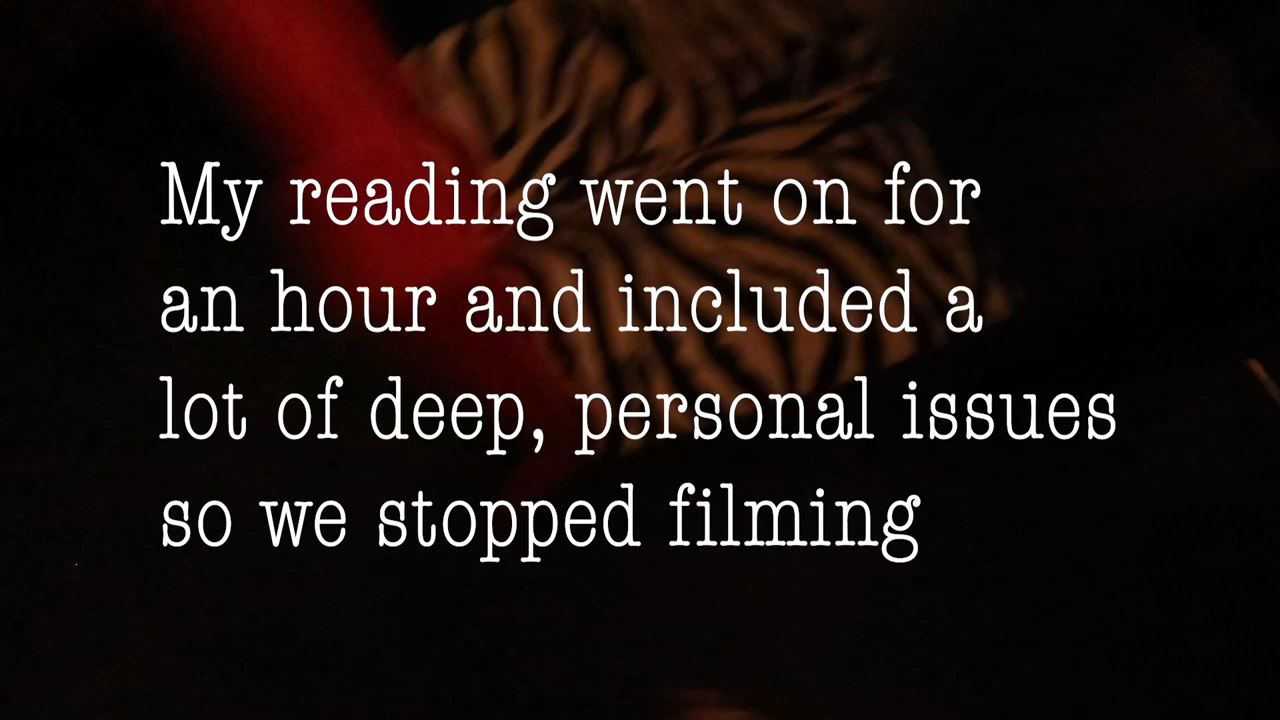 My reading went on for
an hour and included a
lot of deep, personal issues
so we stopped filming